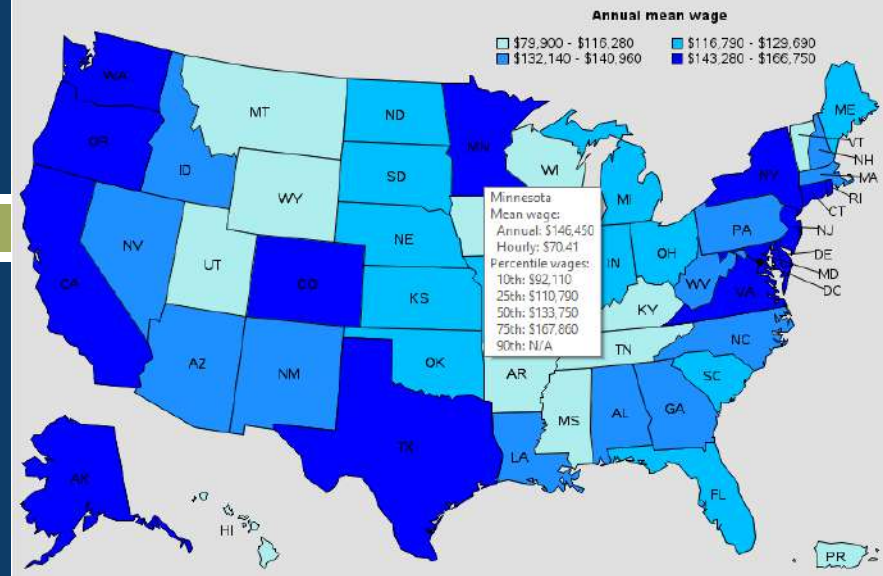 Annual mean wage
$79,900 - $116,280
$116,790 - $129,690
$132,140 - $140,960
$143,280 - $166,750
WA
MT
ND
MN
ME
OR
ID
SD
WI
VT
NH
WY
MI
NY
MA
RI
CT
NV
UT
NE
IN
OH
PA
NJ
DE
MD
DC
CA
CO
KS
WV
VA
KY
AZ
NM
OK
AR
TN
NC
SC
TX
LA
MS
AL
GA
FL
AK
HI
PR
Minnesota
Mean wage:
Annual: $146,450
Hourly: $70.41
Percentile wages:
10th: $92,110
25th: $110,790
50th: $133,750
75th: $167,860
90th: N/A